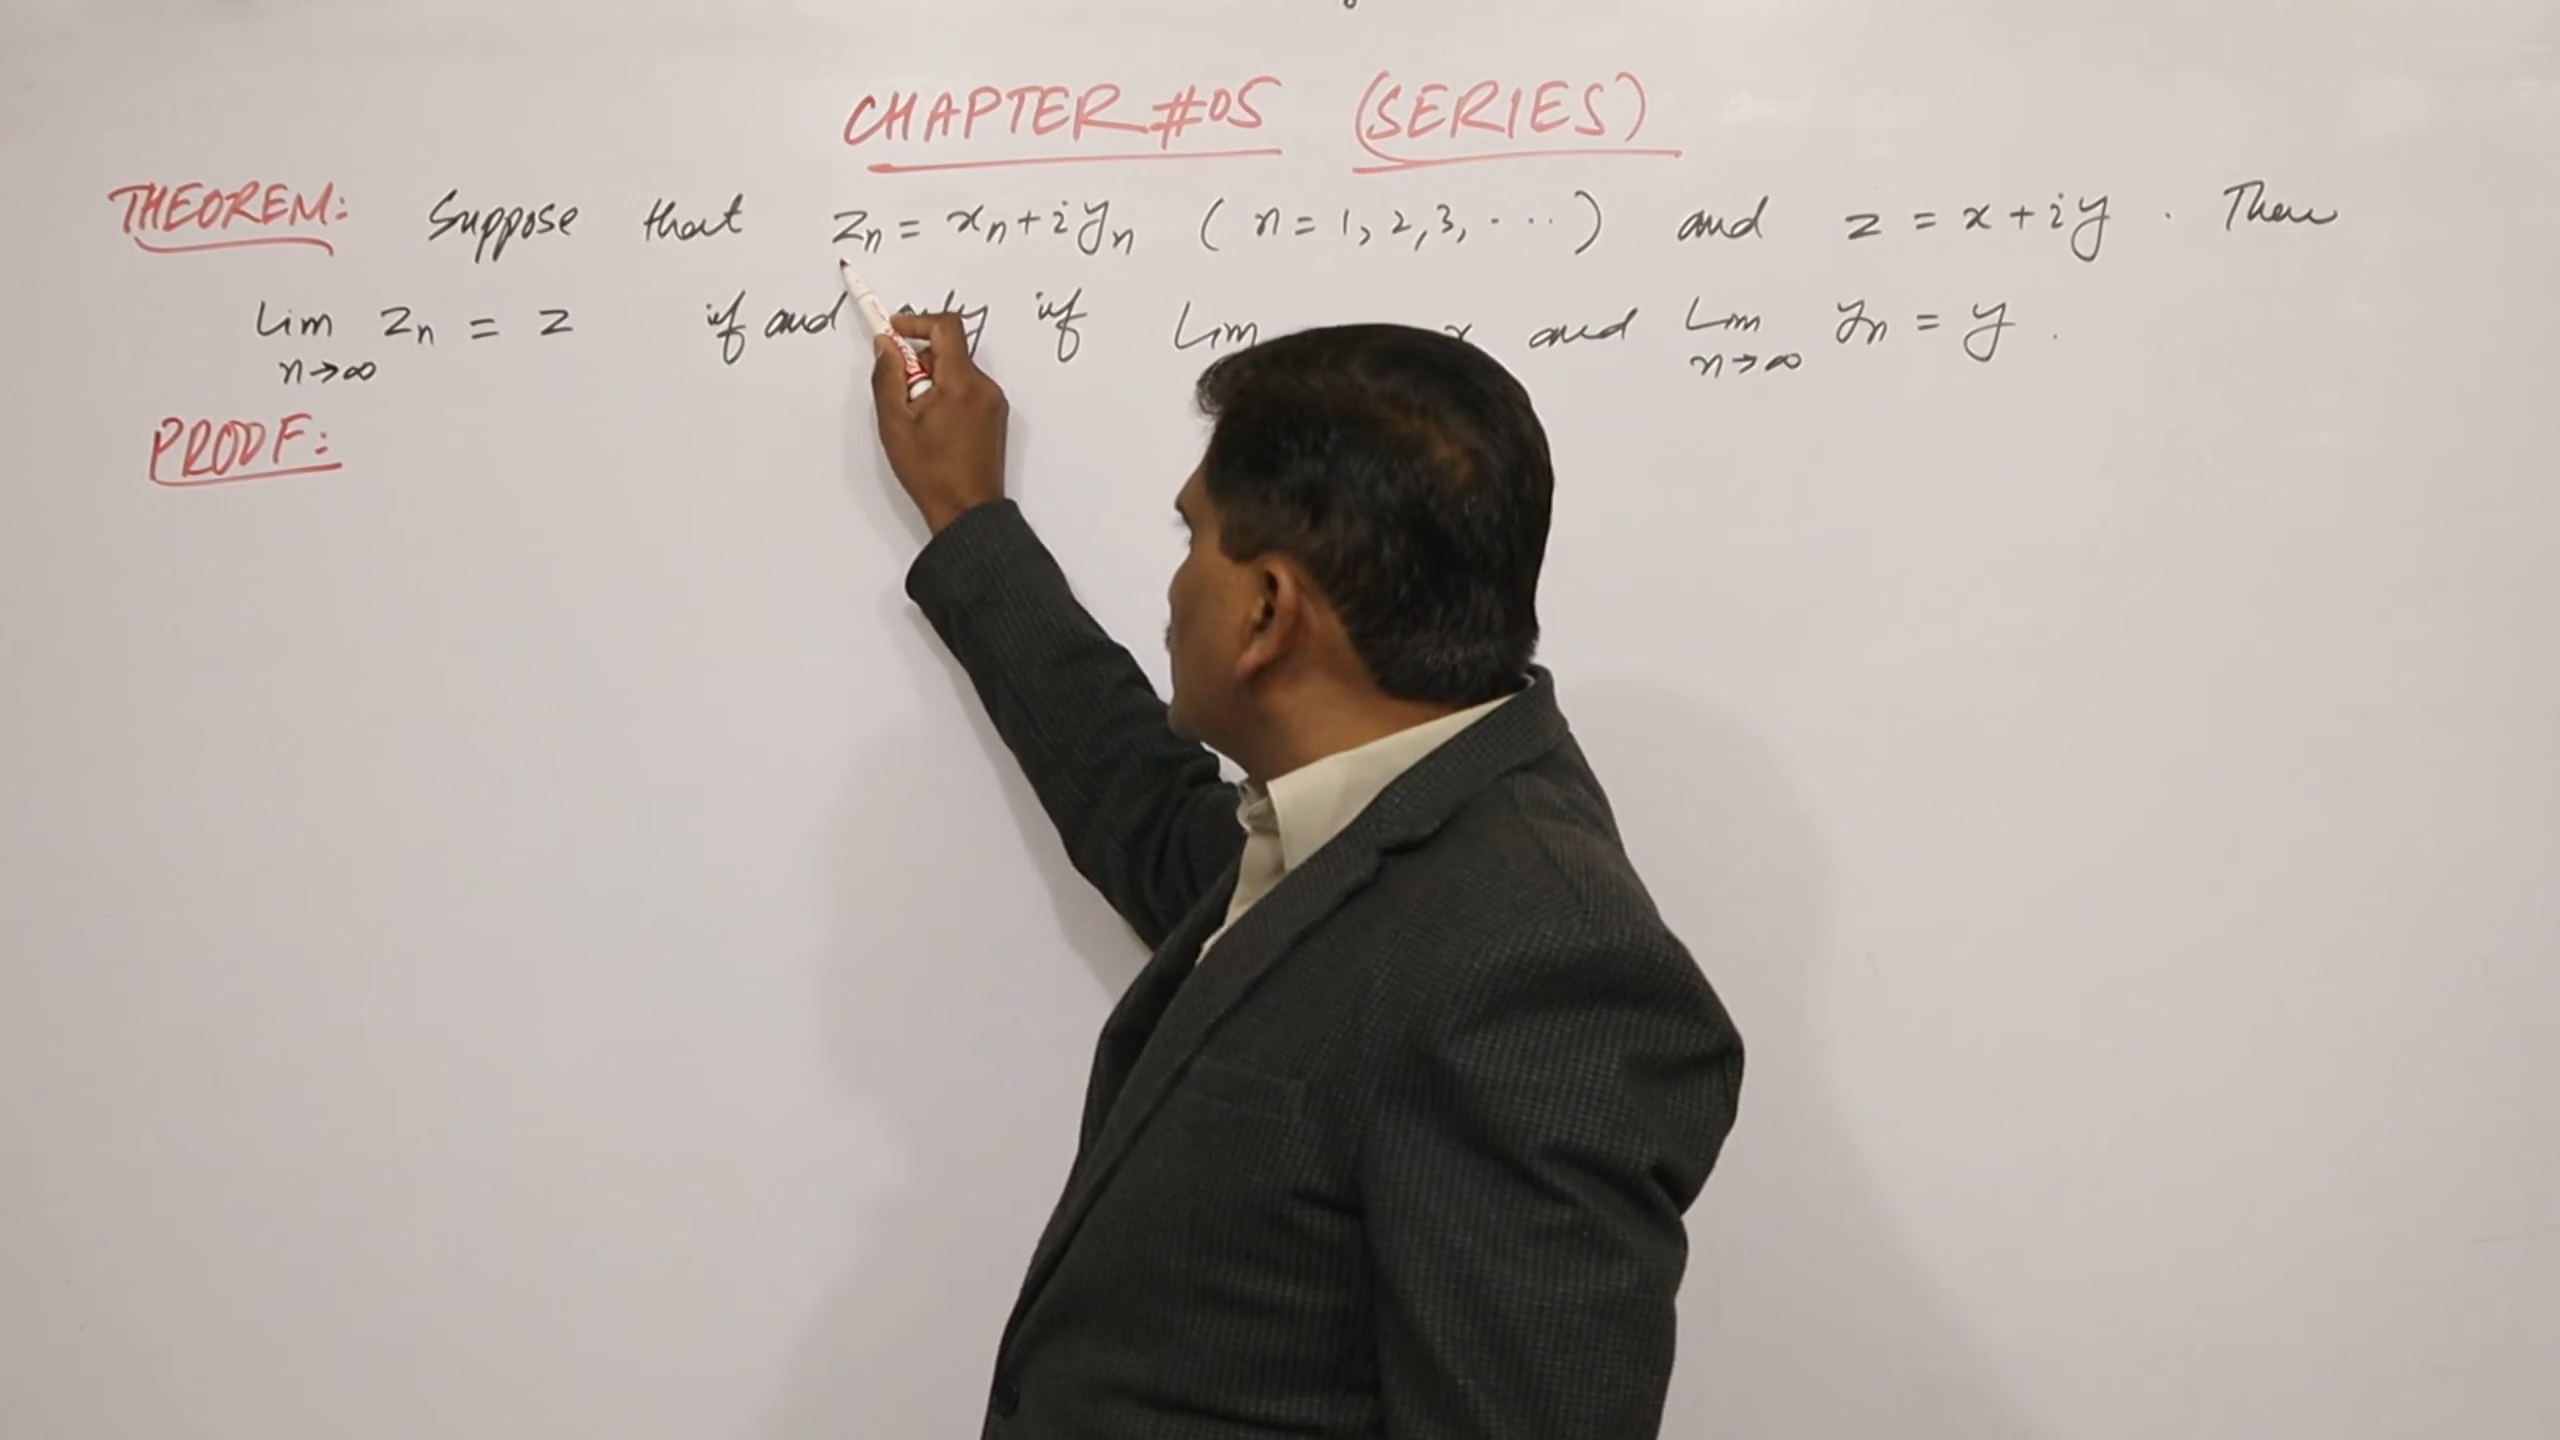 CHAPTER #05 (SERIES)
THEOREM: Suppose that zₙ = xₙ + iyₙ (n = 1, 2, 3, ...) and z = x + iy. Then
Lim zₙ = z if and only if Lim x and Lim yₙ = y.
n→∞ n→∞
PROOF: